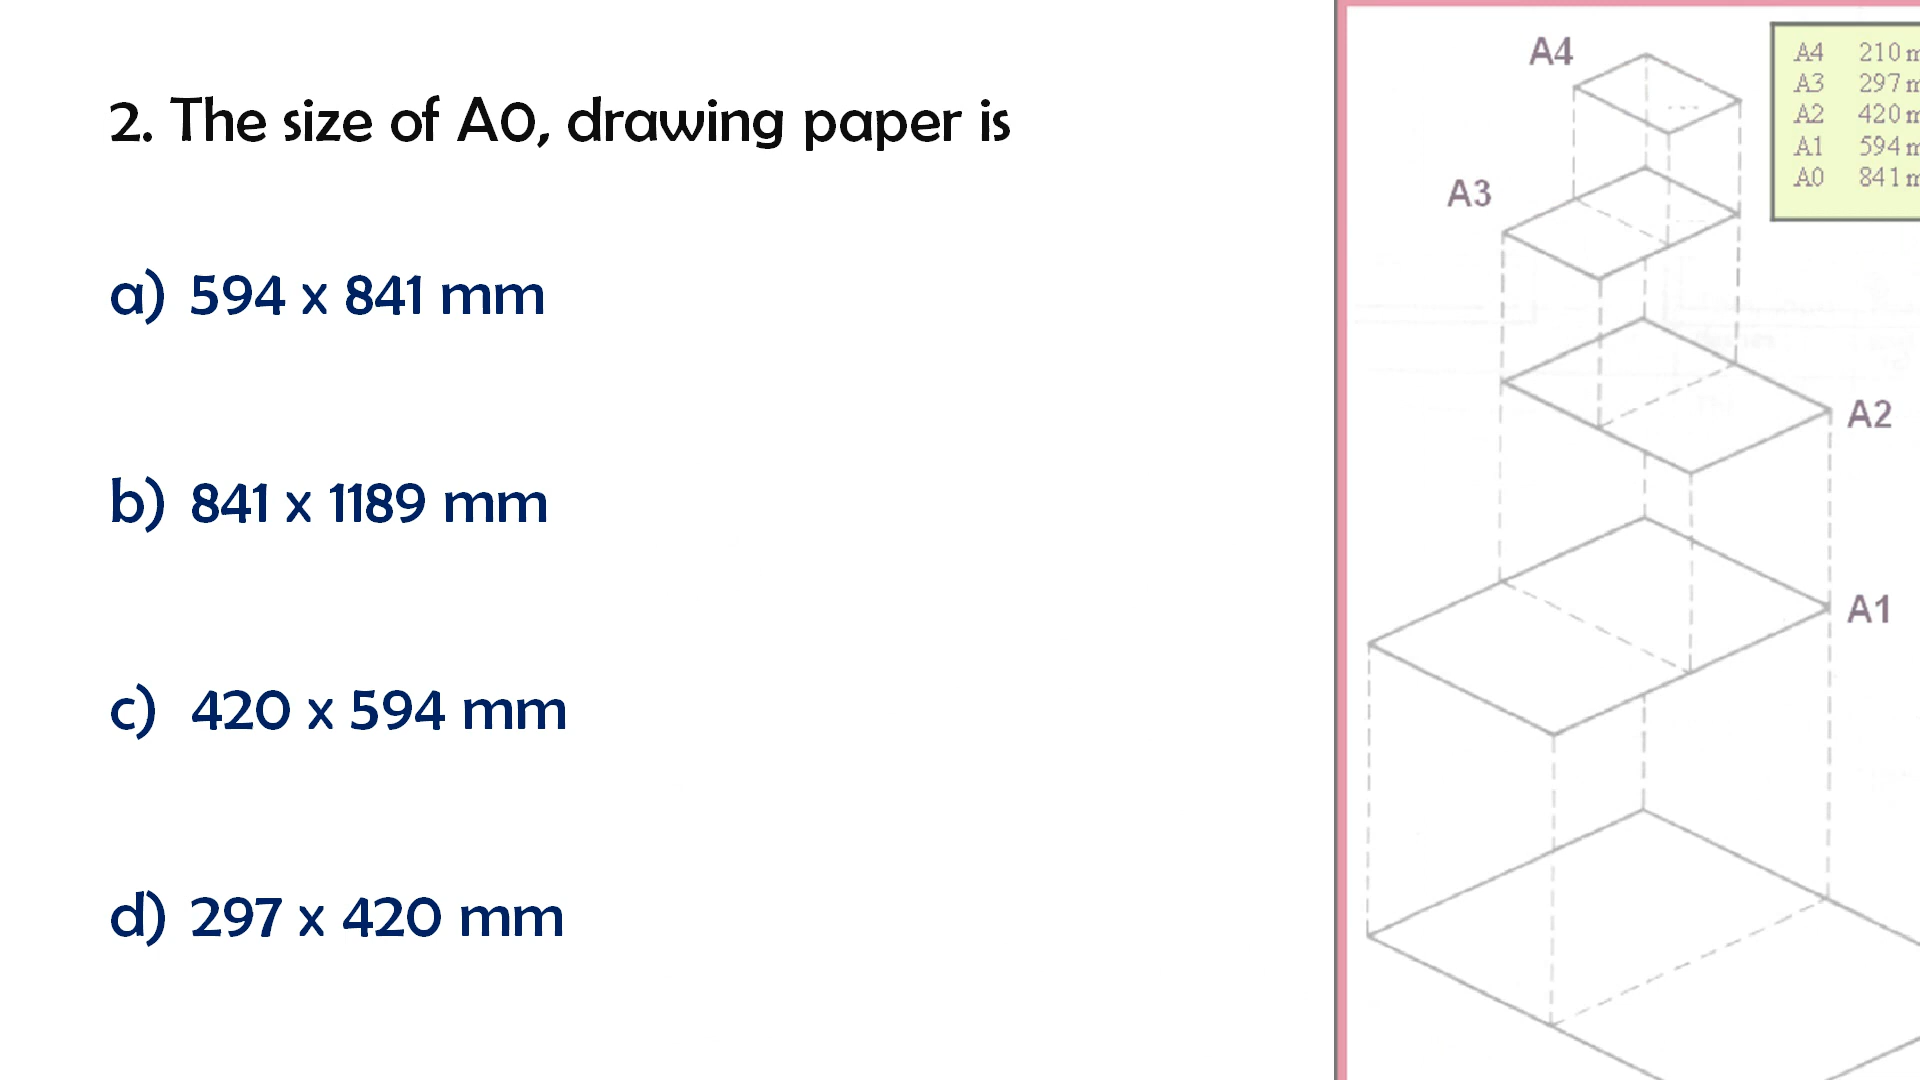 2. The size of A0, drawing paper is
a) 594 x 841 mm
b) 841 x 1189 mm
c) 420 x 594 mm
d) 297 x 420 mm
A4
A3
A2
A1
A4 210 m
A3 297 m
A2 420 m
A1 594 m
A0 841 m